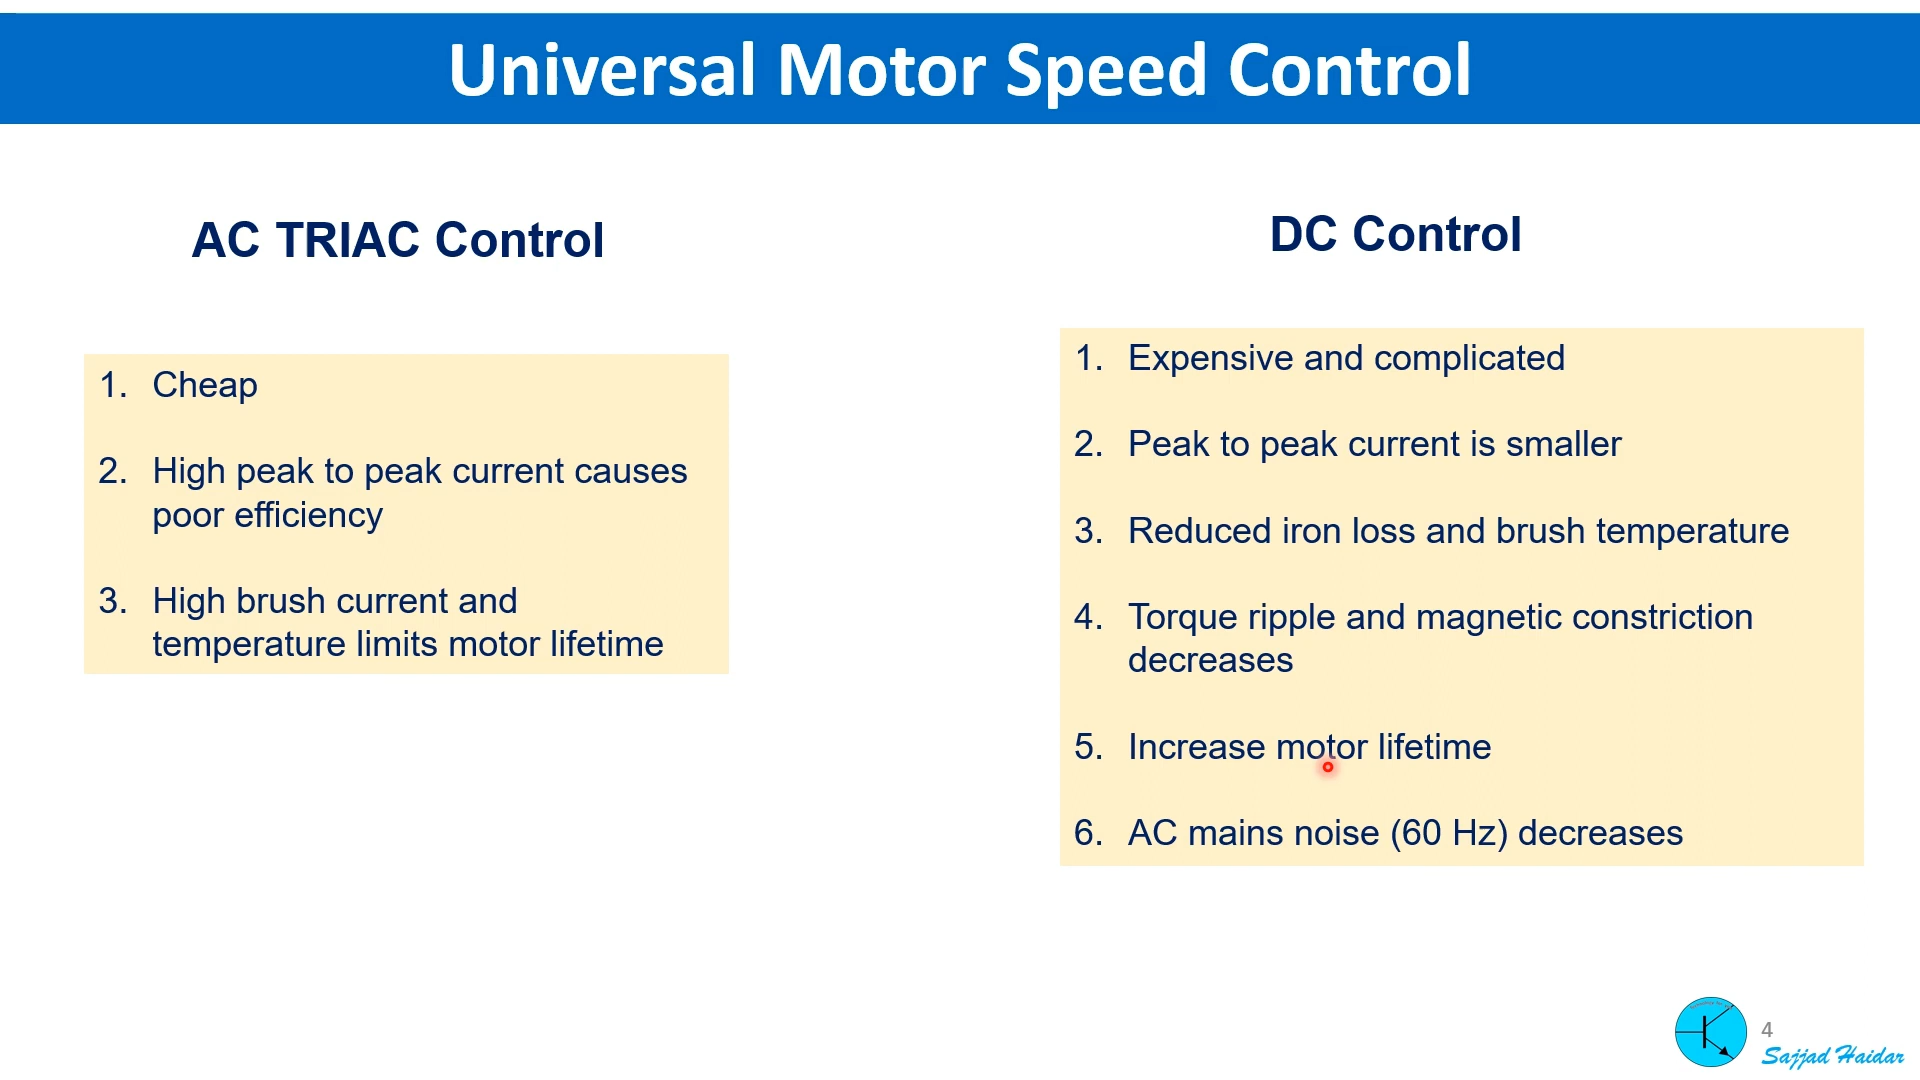 Universal Motor Speed Control
AC TRIAC Control
1. Cheap
2. High peak to peak current causes
poor efficiency
3. High brush current and
temperature limits motor lifetime
DC Control
1. Expensive and complicated
2. Peak to peak current is smaller
3. Reduced iron loss and brush temperature
4. Torque ripple and magnetic constriction
decreases
5. Increase motor lifetime
6. AC mains noise (60 Hz) decreases
4
Sajjad Haidar